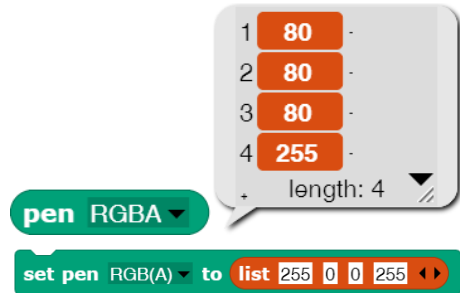 1 80
2 80
3 80
4 255
+ length: 4
pen RGBA
set pen RGB(A) to list 255 0 0 255